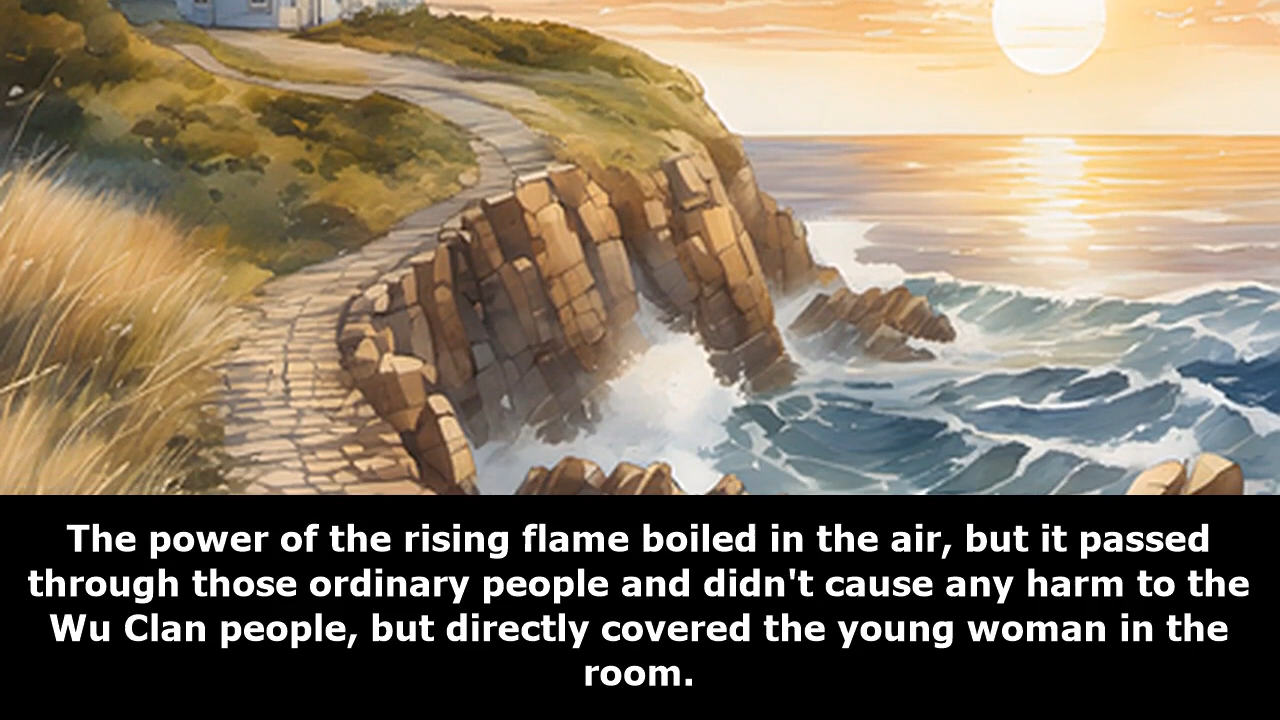 The power of the rising flame boiled in the air, but it passed
through those ordinary people and didn't cause any harm to the
Wu Clan people, but directly covered the young woman in the
room.